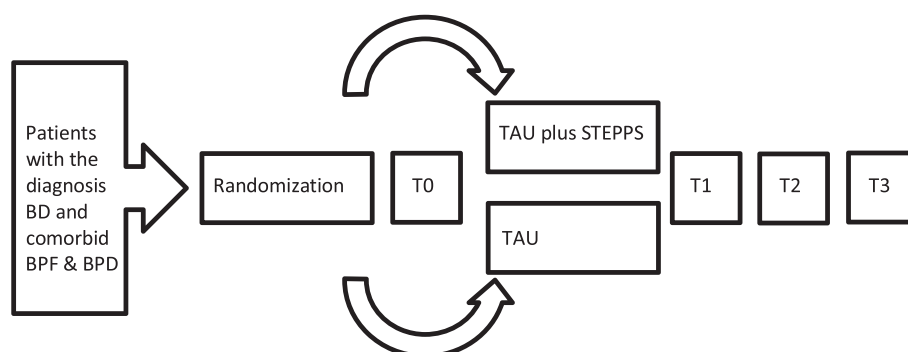 Patients
with the
diagnosis
BD and
comorbid
BPF & BPD
Randomization
T0
TAU plus STEPPS
TAU
T1
T2
T3